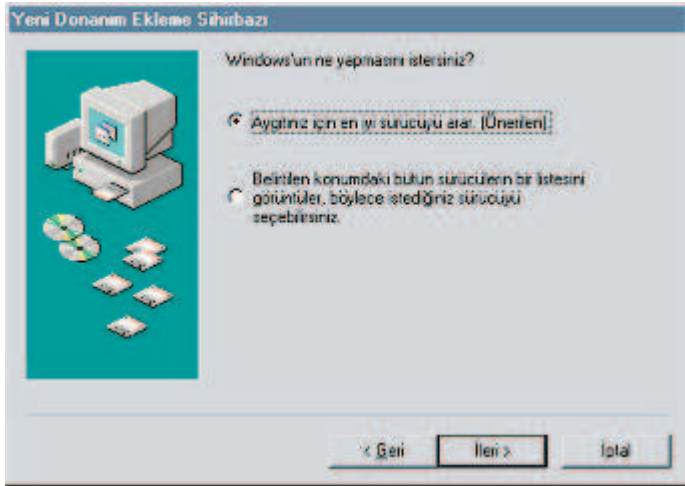 Yeni Donanım Ekleme Sihirbazı
Windows'un ne yapmasını istersiniz?
Aygıtınız için en iyi sürücüyü arar. (Önerilen)
Belirtilen konumdaki bütün sürücülerin bir listesini
görüntüler, böylece istediğiniz sürücüyü
seçebilirsiniz.
< Geri
İleri >
İptal